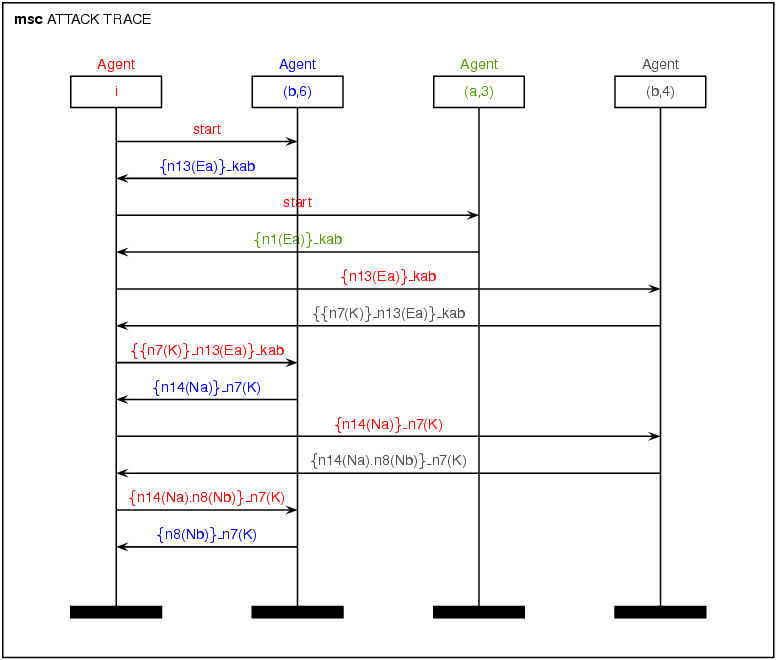 msc ATTACK TRACE
Agent Agent Agent Agent
i (b,6) (a,3) (b,4)
start
{n13(Ea)}_kab
start
{n1(Ea)}_kab
{n13(Ea)}_kab
{{n7(K)}_n13(Ea)}_kab
{{n7(K)}_n13(Ea)}_kab
{n14(Na)}_n7(K)
{n14(Na)}_n7(K)
{n14(Na).n8(Nb)}_n7(K)
{n14(Na).n8(Nb)}_n7(K)
{n8(Nb)}_n7(K)